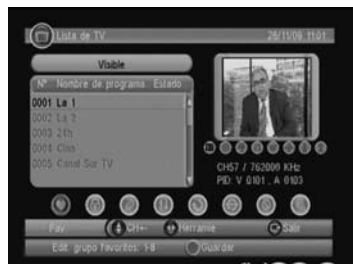 Lista de TV 28/11/09 11:01
Visible
Nº Nombre de programa Estado
0001 La 1
0002 La 2
0003 24h
0004 Clan
0005 Canal Sur TV
CH57 / 762000 KHz
PID: V 0101 , A 0103
Fav CH+- Herramie Salir
Edit grupo favoritos: 1-8 Guardar